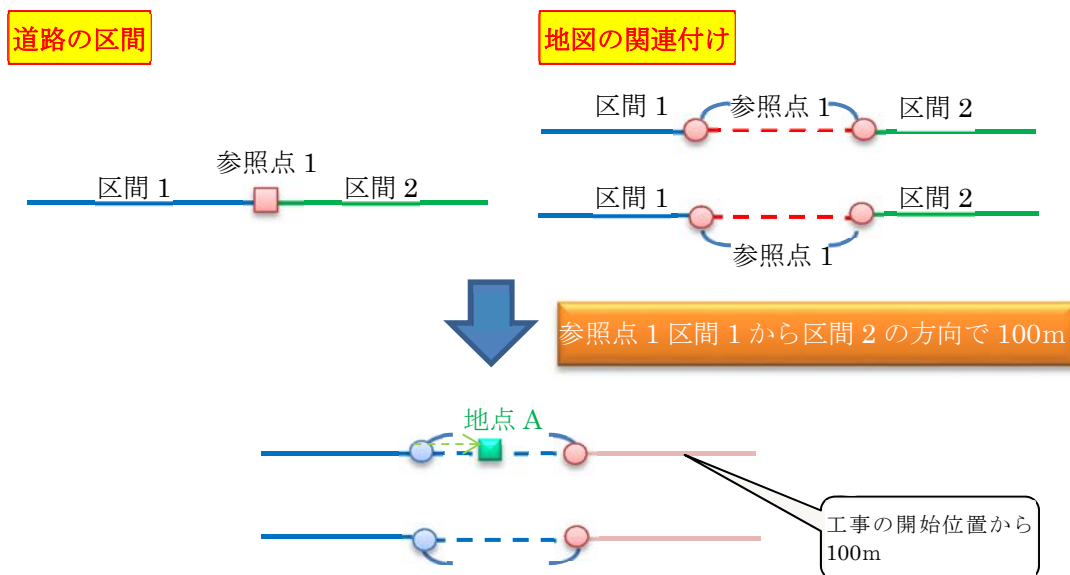 道路の区間
地図の関連付け
区間 1
参照点 1
区間 2
参照点 1
区間 1
区間 2
区間 1
区間 2
参照点 1
参照点 1 区間 1 から区間 2 の方向で 100m
地点 A
工事の開始位置から
100m